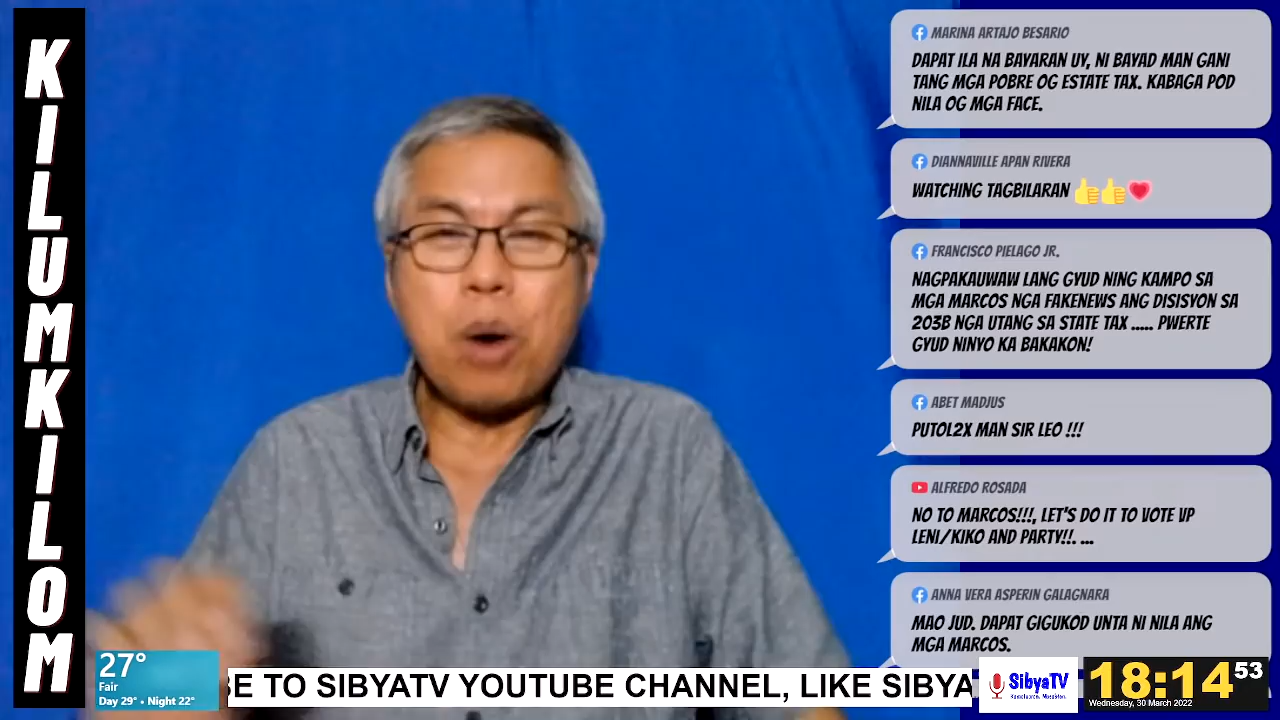 KILUMKILOM
MARINA ARTAJO BESARIO
DAPAT ILA NA BAYARAN UY, NI BAYAD MAN GANI
TANG MGA POBRE OG ESTATE TAX. KABAGA POD
NILA OG MGA FACE.
DIANNAVILLE APAN RIVERA
WATCHING TAGBILARAN 👍👍💗
FRANCISCO PIELAGO JR.
NAGPAKAUWAW LANG GYUD NING KAMPO SA
MGA MARCOS NGA FAKENEWS ANG DISISYON SA
203B NGA UTANG SA STATE TAX ..... PWERTE
GYUD NINYO KA BAKAKON!
ABET MADJUS
PUTOL2X MAN SIR LEO !!!
ALFREDO ROSADA
NO TO MARCOS!!!, LET'S DO IT TO VOTE VP
LENI/KIKO AND PARTY!!. ...
ANNA VERA ASPERIN GALAGNARA
MAO JUD. DAPAT GIGUKOD UNTA NI NILA ANG
MGA MARCOS.
27°
Fair
Day 29° • Night 22°
BE TO SIBYATV YOUTUBE CHANNEL, LIKE SIBYA
SibyaTV
18:14 53
Wednesday, 30 March 2022